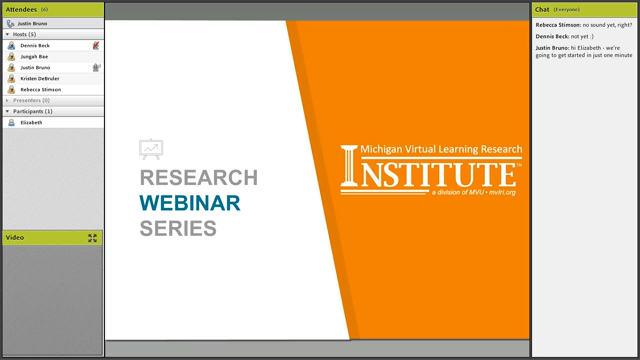 Attendees (6)
Justin Bruno
Hosts (5)
Dennis Beck
Jungah Bae
Justin Bruno
Kristen DeBruler
Rebecca Stimson
Presenters (0)
Participants (1)
Elizabeth
Video
RESEARCH
WEBINAR
SERIES
Michigan Virtual Learning Research
INSTITUTE™
a division of MVU • mvlri.org
Chat (Everyone)
Rebecca Stimson: no sound yet, right?
Dennis Beck: not yet :)
Justin Bruno: hi Elizabeth - we're
going to get started in just one minute